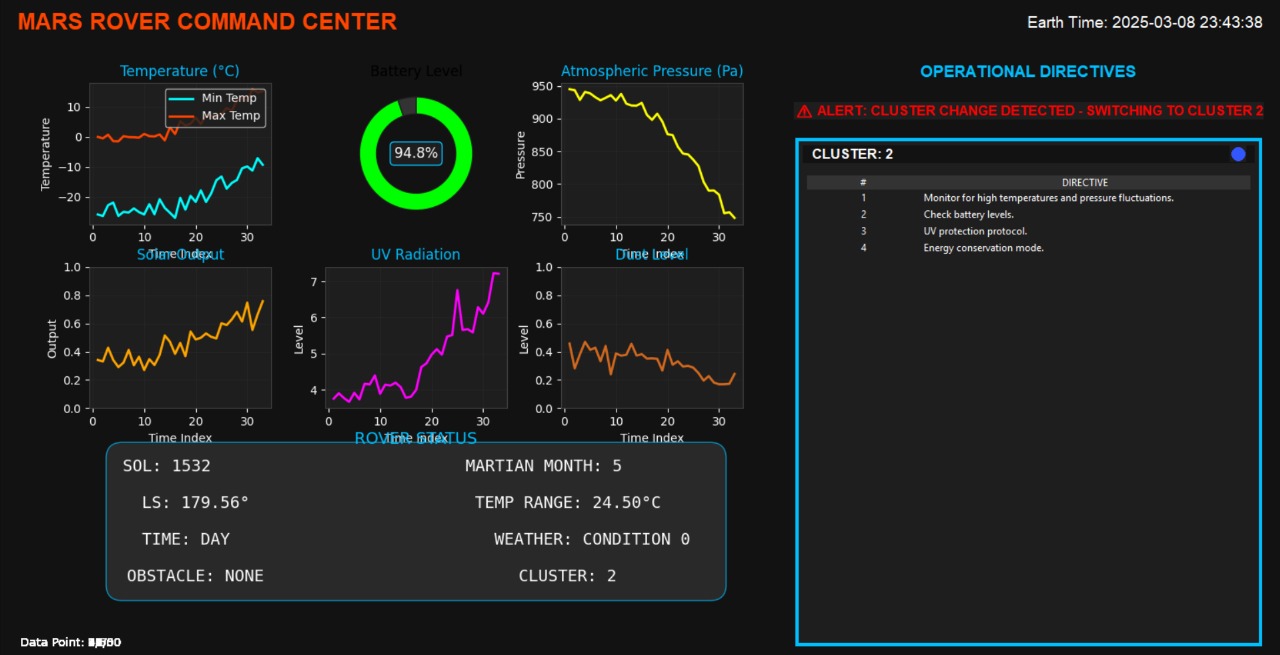 MARS ROVER COMMAND CENTER
Earth Time: 2025-03-08 23:43:38
Temperature (°C)
Battery Level
Atmospheric Pressure (Pa)
OPERATIONAL DIRECTIVES
⚠ ALERT: CLUSTER CHANGE DETECTED - SWITCHING TO CLUSTER 2
Temperature
10
0
−10
−20
Min Temp
Max Temp
0 10 20 30
Time Index
94.8%
Pressure
950
900
850
800
750
0 10 20 30
Time Index
CLUSTER: 2
# DIRECTIVE
1 Monitor for high temperatures and pressure fluctuations.
2 Check battery levels.
3 UV protection protocol.
4 Energy conservation mode.
Solar Output
UV Radiation
Dust Level
Output
1.0
0.8
0.6
0.4
0.2
0.0
0 10 20 30
Time Index
Level
7
6
5
4
0 10 20 30
Time Index
Level
1.0
0.8
0.6
0.4
0.2
0.0
0 10 20 30
Time Index
ROVER STATUS
SOL: 1532 MARTIAN MONTH: 5
LS: 179.56° TEMP RANGE: 24.50°C
TIME: DAY WEATHER: CONDITION 0
OBSTACLE: NONE CLUSTER: 2
Data Point: